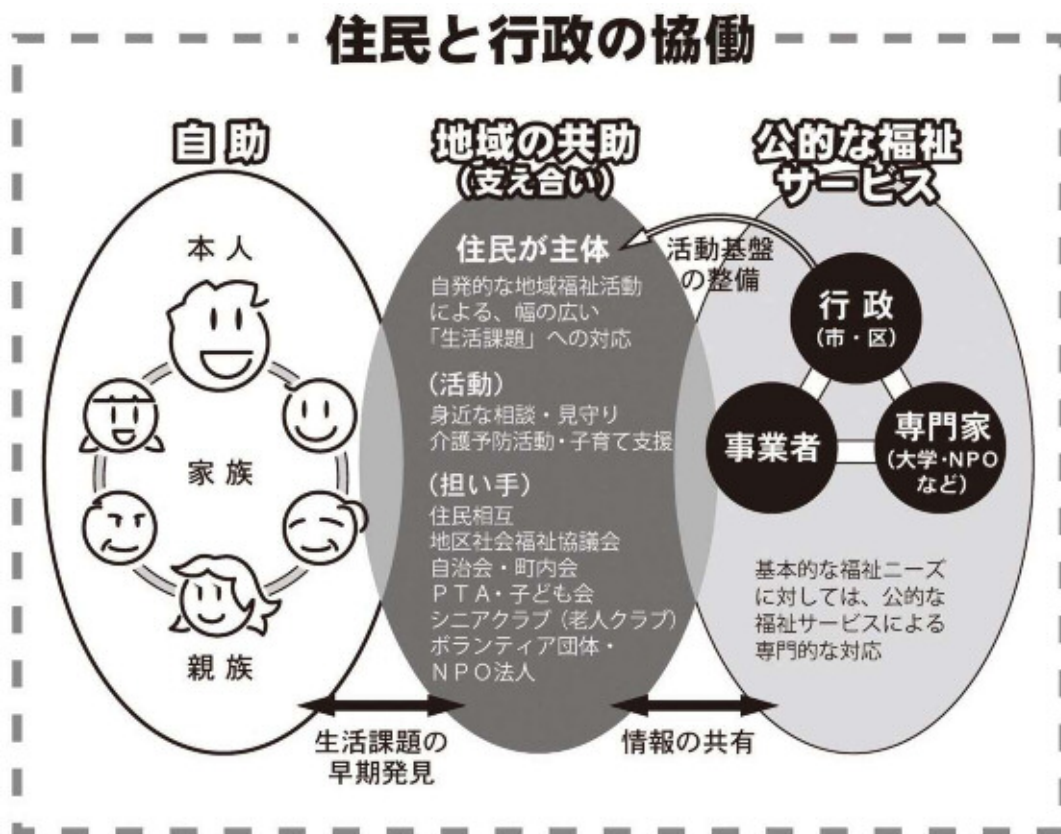 住民と行政の協働
自助
本人
家族
親族
地域の共助
(支え合い)
住民が主体
自発的な地域福祉活動
による、幅の広い
「生活課題」への対応
(活動)
身近な相談・見守り
介護予防活動・子育て支援
(担い手)
住民相互
地区社会福祉協議会
自治会・町内会
PTA・子ども会
シニアクラブ(老人クラブ)
ボランティア団体・
NPO法人
公的な福祉
サービス
活動基盤
の整備
行政
(市・区)
事業者
専門家
(大学・NPO
など)
基本的な福祉ニーズ
に対しては、公的な
福祉サービスによる
専門的な対応
生活課題の
早期発見
情報の共有